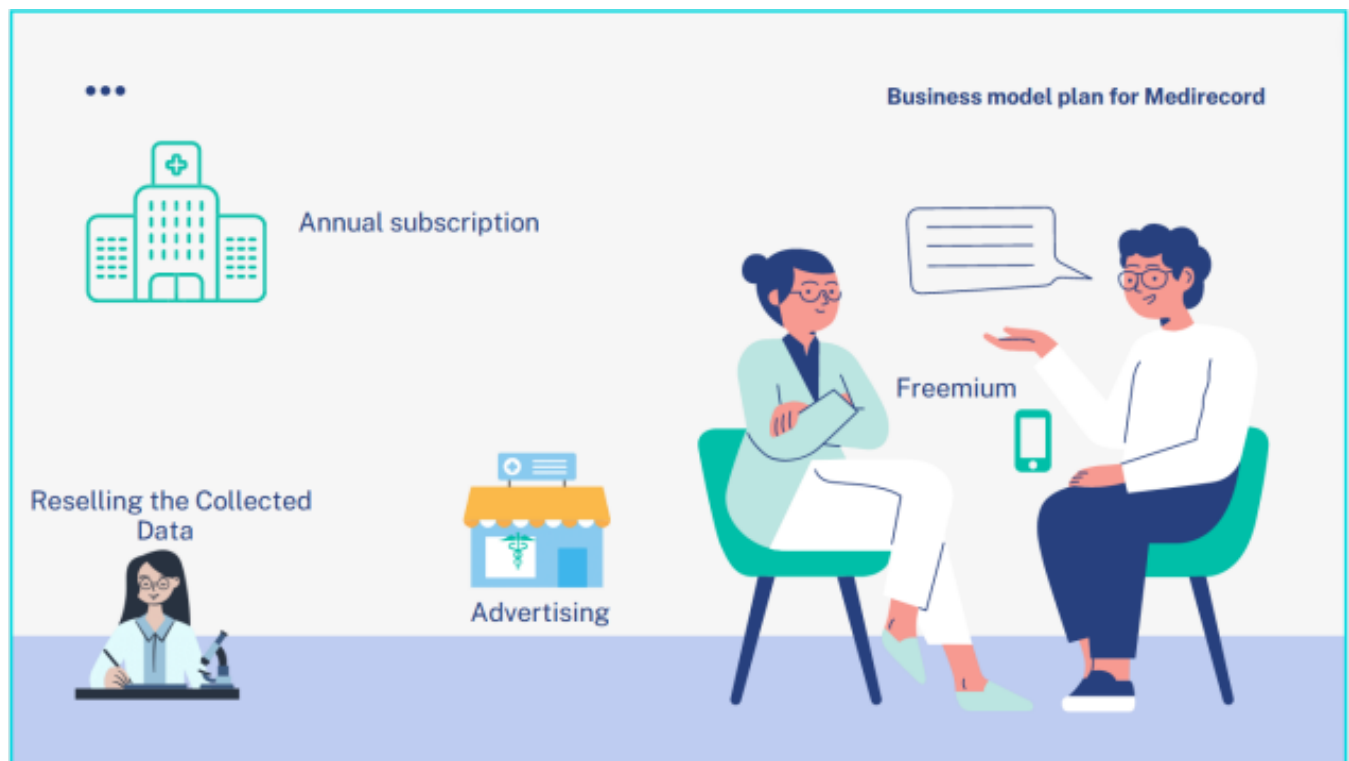 Business model plan for Medirecord
Annual subscription
Freemium
Reselling the Collected
Data
Advertising